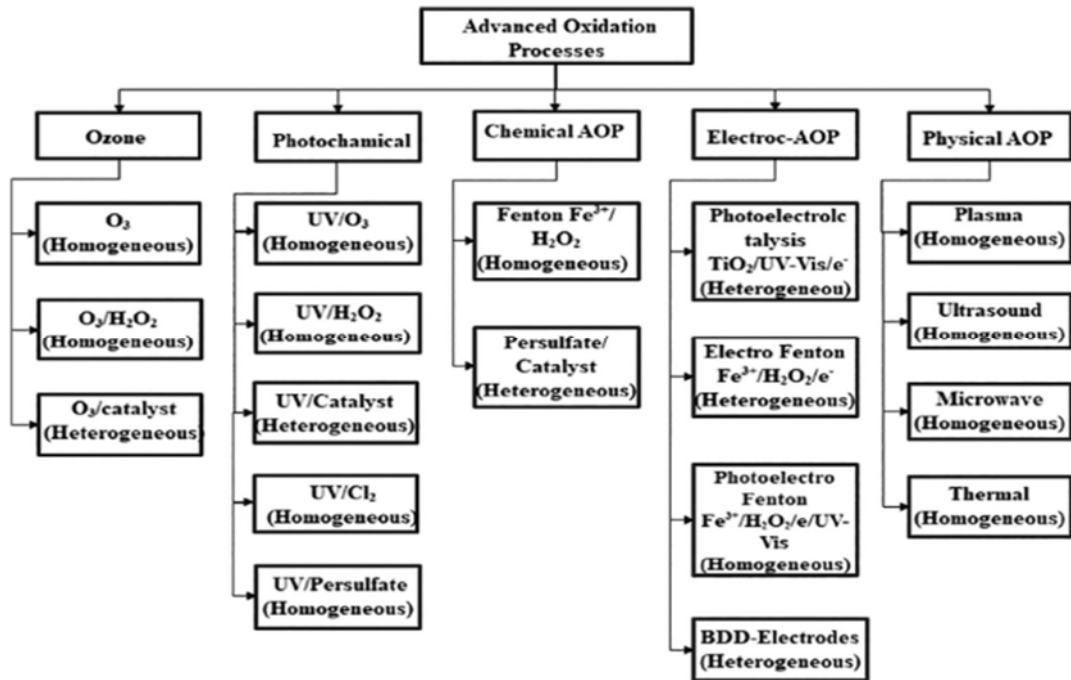 Advanced Oxidation
Processes
Ozone
Photochamical
Chemical AOP
Electroc-AOP
Physical AOP
O₃
(Homogeneous)
O₃/H₂O₂
(Homogeneous)
O₃/catalyst
(Heterogeneous)
UV/O₃
(Homogeneous)
UV/H₂O₂
(Homogeneous)
UV/Catalyst
(Heterogeneous)
UV/Cl₂
(Homogeneous)
UV/Persulfate
(Homogeneous)
Fenton Fe³⁺/
H₂O₂
(Homogeneous)
Persulfate/
Catalyst
(Heterogeneous)
Photoelectrolc
talysis
TiO₂/UV-Vis/e⁻
(Heterogeneou)
Electro Fenton
Fe³⁺/H₂O₂/e⁻
(Heterogeneous)
Photoelectro
Fenton
Fe³⁺/H₂O₂/e/UV-
Vis
(Homogeneous)
BDD-Electrodes
(Heterogeneous)
Plasma
(Homogeneous)
Ultrasound
(Homogeneous)
Microwave
(Homogeneous)
Thermal
(Homogeneous)